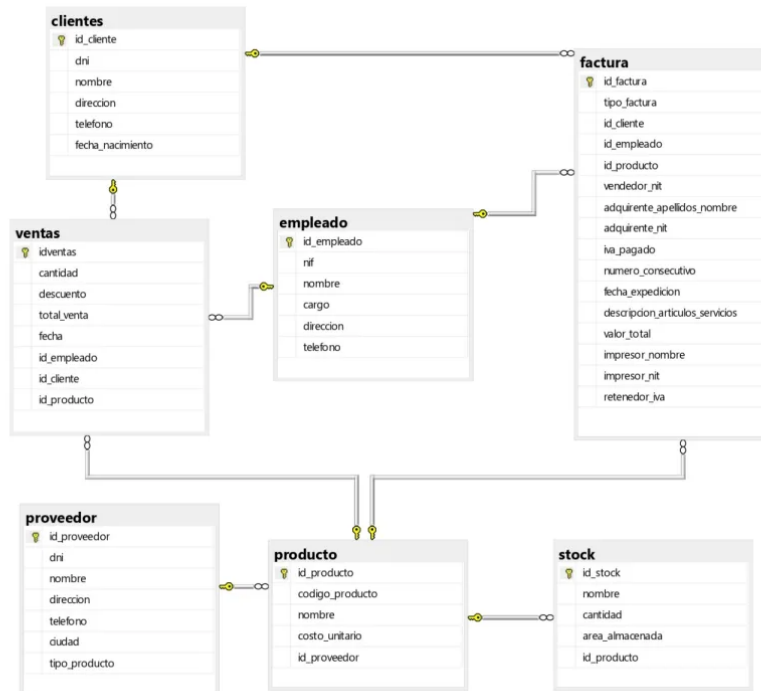 clientes
id_cliente
dni
nombre
direccion
telefono
fecha_nacimiento
factura
id_factura
tipo_factura
id_cliente
id_empleado
id_producto
vendedor_nit
adquirente_apellidos_nombre
adquirente_nit
iva_pagado
numero_consecutivo
fecha_expedicion
descripcion_articulos_servicios
valor_total
impresor_nombre
impresor_nit
retenedor_iva
ventas
idventas
cantidad
descuento
total_venta
fecha
id_empleado
id_cliente
id_producto
empleado
id_empleado
nif
nombre
cargo
direccion
telefono
proveedor
id_proveedor
dni
nombre
direccion
telefono
ciudad
tipo_producto
producto
id_producto
codigo_producto
nombre
costo_unitario
id_proveedor
stock
id_stock
nombre
cantidad
area_almacenada
id_producto